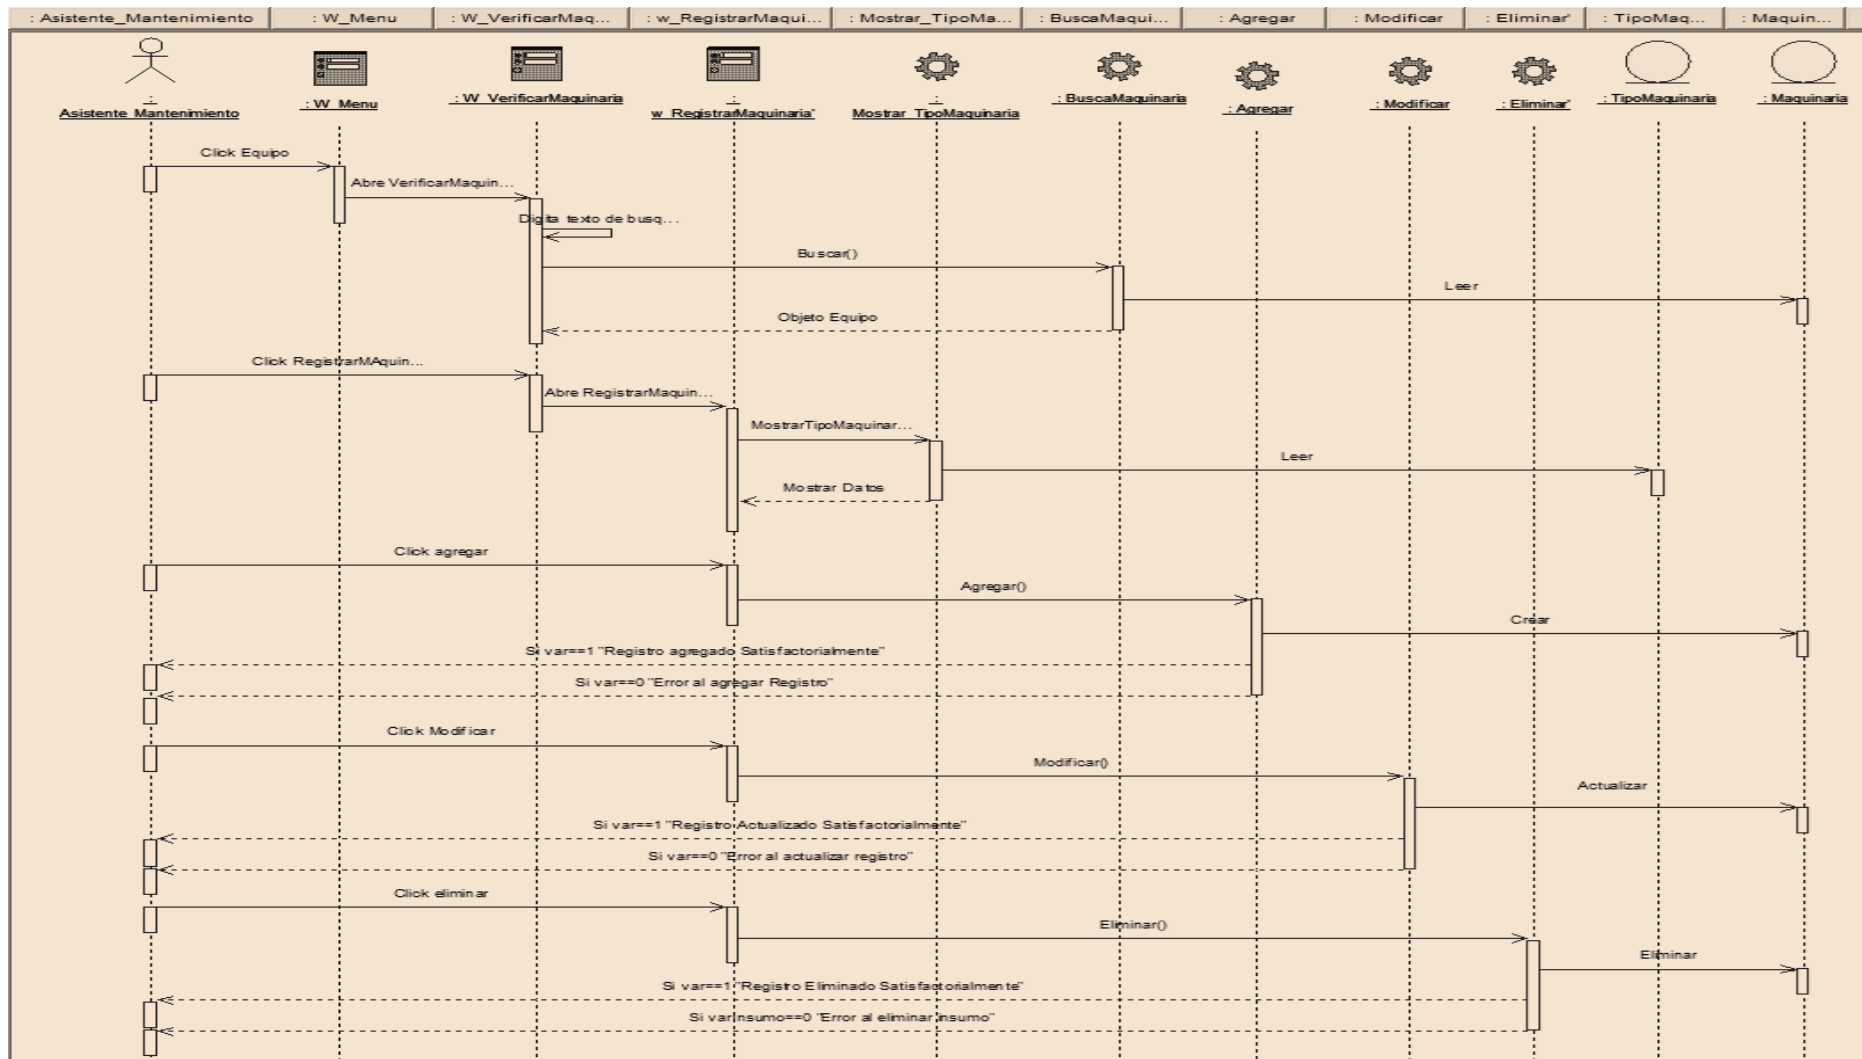 : Asistente_Mantenimiento
: W_Menu
: W_VerificarMaq...
: w_RegistrarMaqui...
: Mostrar_TipoMa...
: BuscaMaqui...
: Agregar
: Modificar
: Eliminar'
: TipoMaq...
: Maquin...
:
Asistente_Mantenimiento
: W_Menu
: W_VerificarMaquinaria
:
w_RegistrarMaquinaria'
:
Mostrar_TipoMaquinaria
: BuscaMaquinaria
: Agregar
: Modificar
: Eliminar'
: TipoMaquinaria
: Maquinaria
Click Equipo
Abre VerificarMaquin...
Digita texto de busq...
Buscar()
Leer
Objeto Equipo
Click RegistrarMAquin...
Abre RegistrarMaquin...
MostrarTipoMaquinar...
Leer
Mostrar Datos
Click agregar
Agregar()
Crear
Si var==1 "Registro agregado Satisfactorialmente"
Si var==0 "Error al agregar Registro"
Click Modificar
Modificar()
Actualizar
Si var==1 "Registro Actualizado Satisfactorialmente"
Si var==0 "Error al actualizar registro"
Click eliminar
Eliminar()
Eliminar
Si var==1 "Registro Eliminado Satisfactorialmente"
Si varInsumo==0 "Error al eliminar insumo"